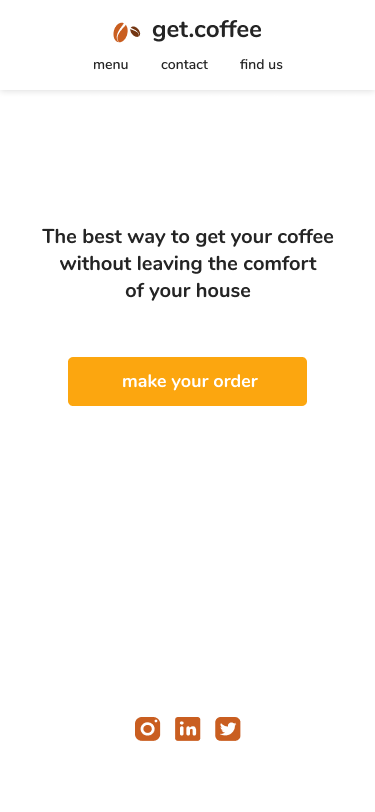 get.coffee
menu contact find us
The best way to get your coffee
without leaving the comfort
of your house
make your order
in